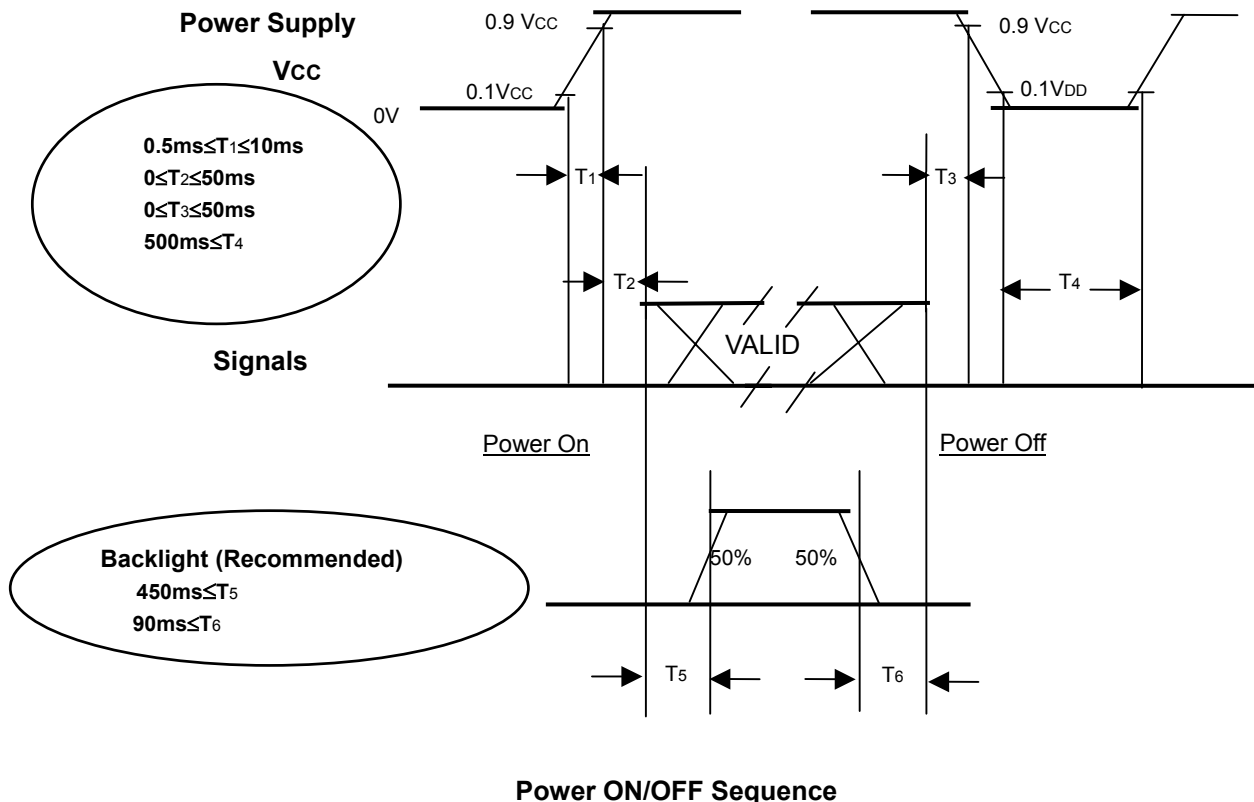 Power Supply
VCC
0.9 VCC
0.1VCC
0V
0.9 VCC
0.1VDD
0.5ms≤T1≤10ms
0≤T2≤50ms
0≤T3≤50ms
500ms≤T4
T1
T3
T2
T4
VALID
Signals
Power On
Power Off
Backlight (Recommended)
450ms≤T5
90ms≤T6
50%
50%
T5
T6
Power ON/OFF Sequence